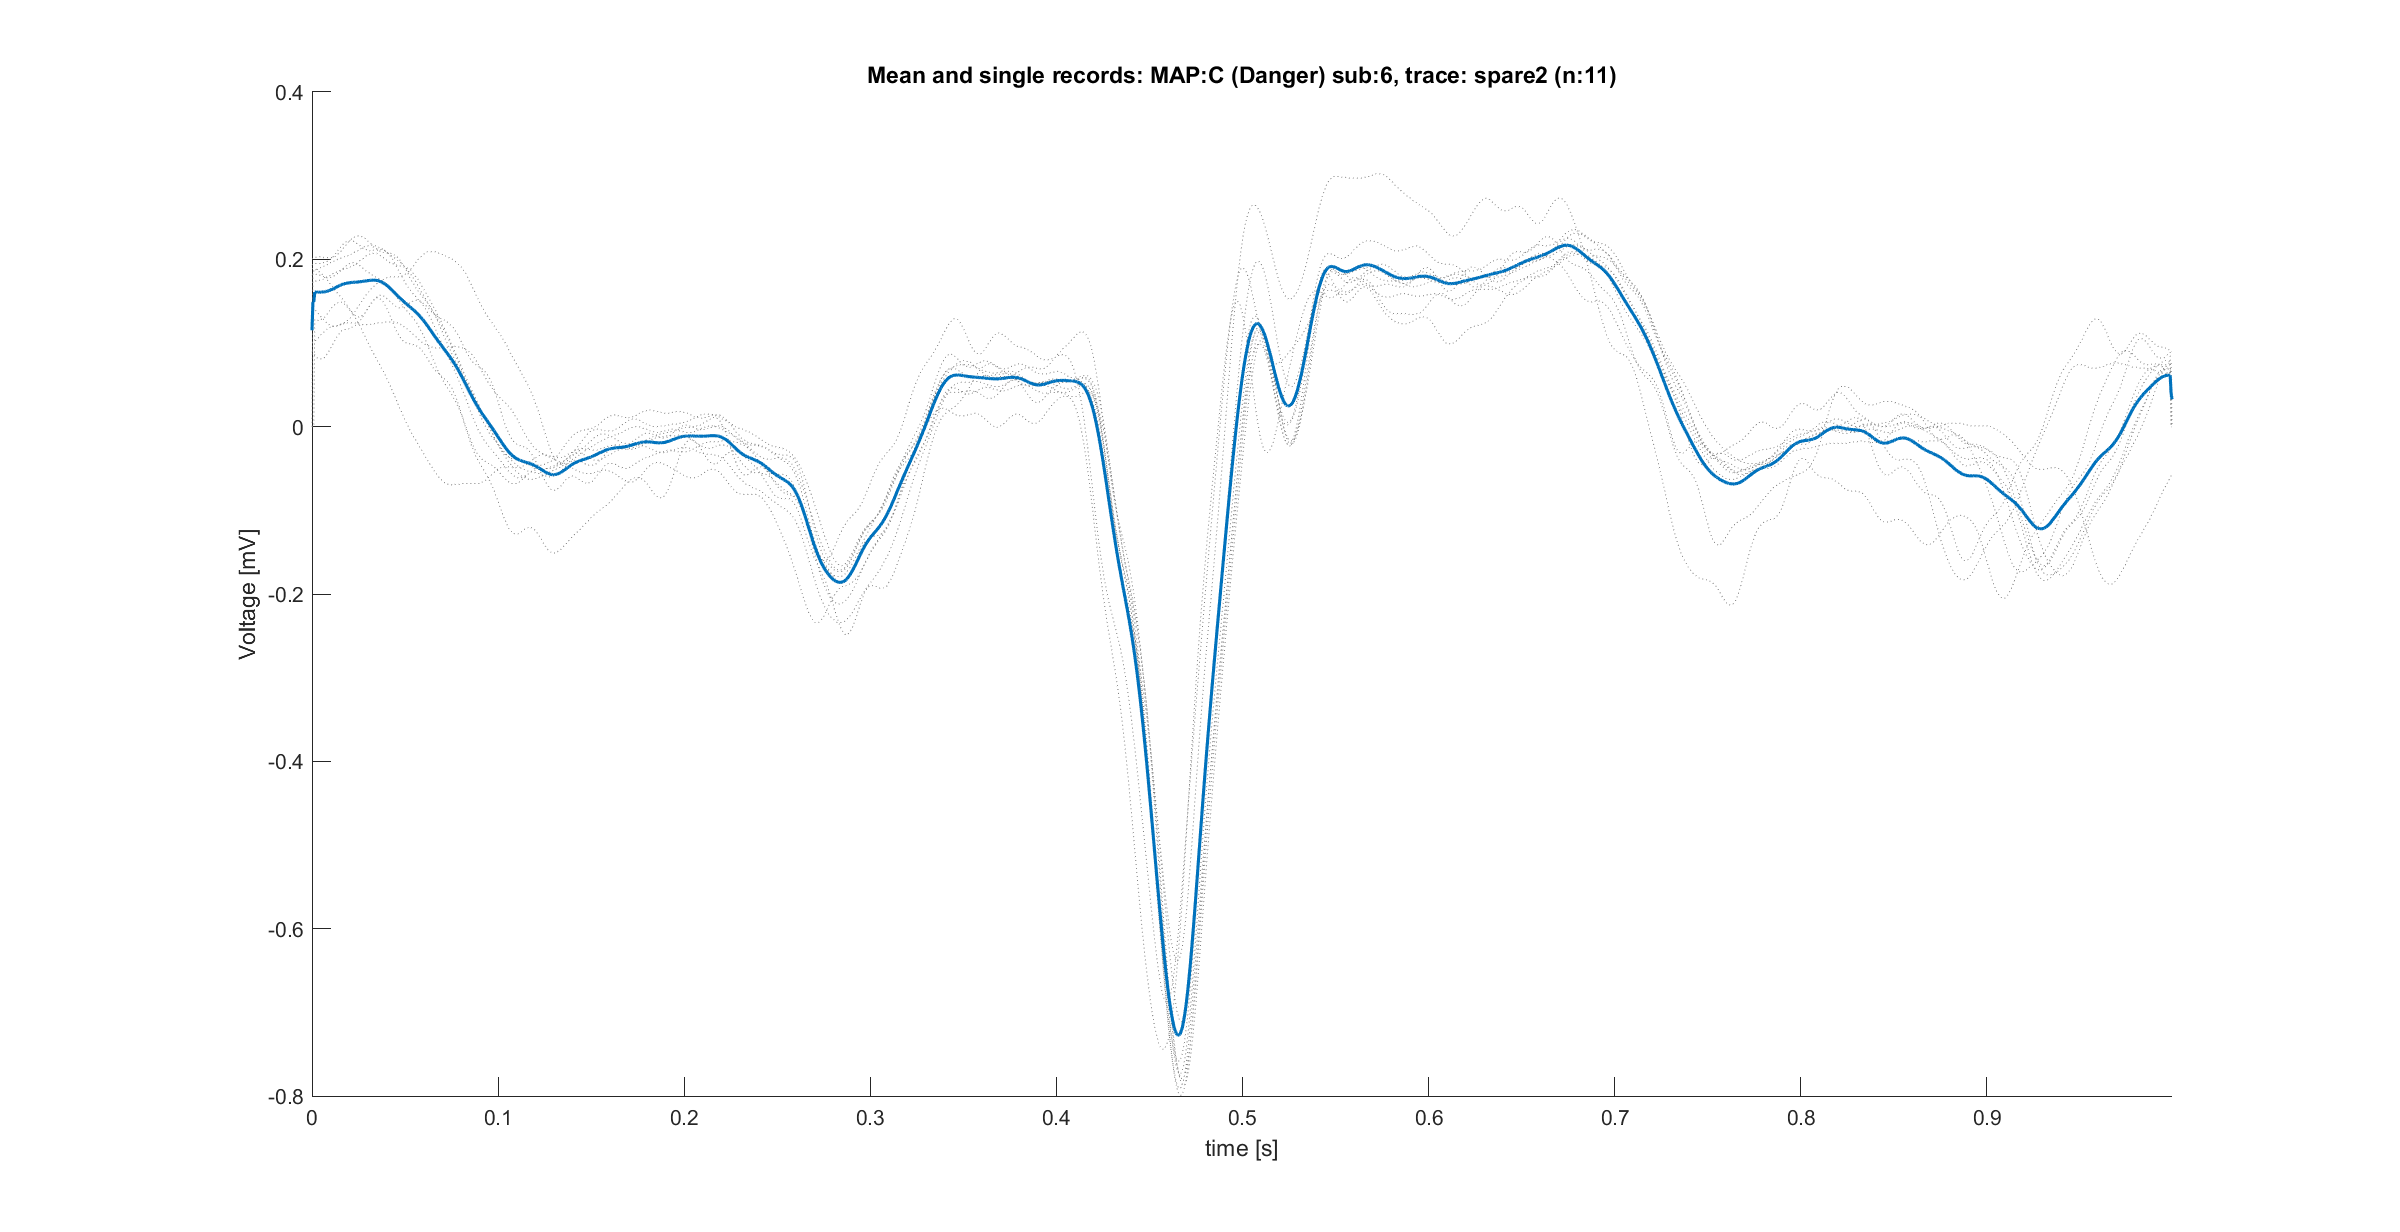 Mean and single records: MAP:C (Danger) sub:6, trace: spare2 (n:11)
0.4
0.2
0
-0.2
-0.4
-0.6
-0.8
Voltage [mV]
0 0.1 0.2 0.3 0.4 0.5 0.6 0.7 0.8 0.9
time [s]